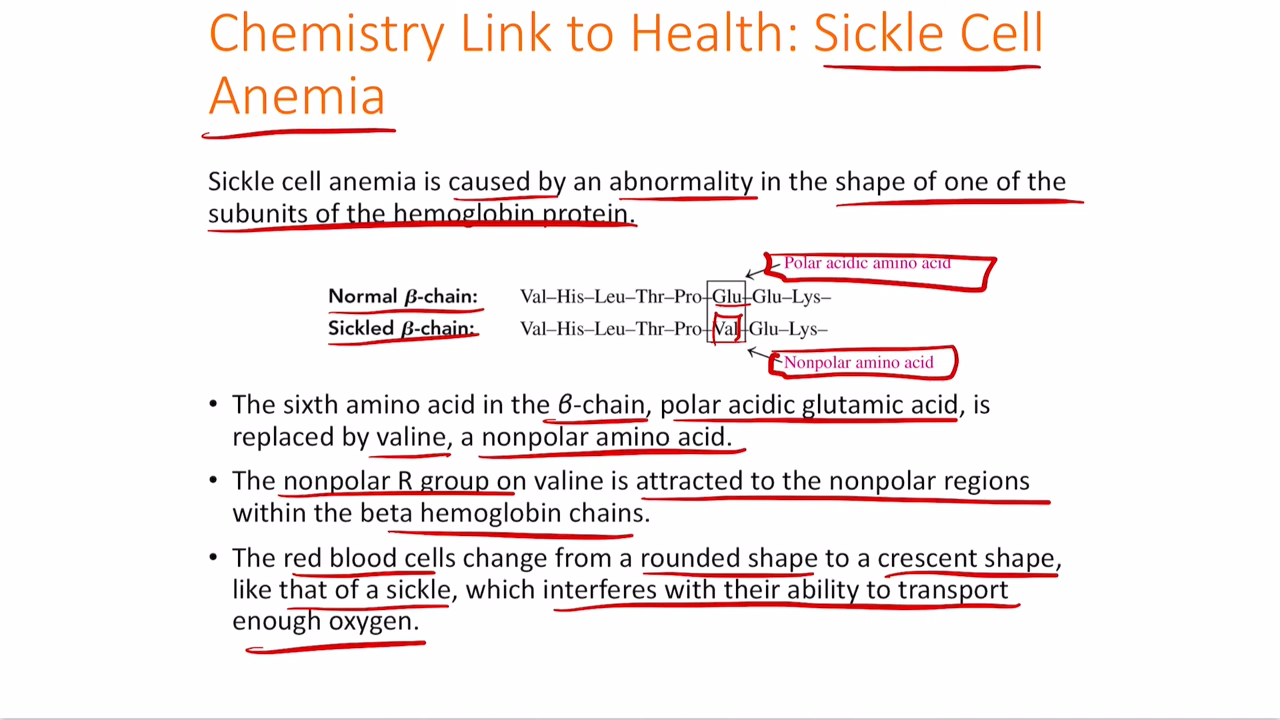 Chemistry Link to Health: Sickle Cell
Anemia
Sickle cell anemia is caused by an abnormality in the shape of one of the
subunits of the hemoglobin protein.
Polar acidic amino acid
Normal β-chain: Val–His–Leu–Thr–Pro–Glu–Glu–Lys–
Sickled β-chain: Val–His–Leu–Thr–Pro–Val–Glu–Lys–
Nonpolar amino acid
• The sixth amino acid in the β-chain, polar acidic glutamic acid, is
replaced by valine, a nonpolar amino acid.
• The nonpolar R group on valine is attracted to the nonpolar regions
within the beta hemoglobin chains.
• The red blood cells change from a rounded shape to a crescent shape,
like that of a sickle, which interferes with their ability to transport
enough oxygen.